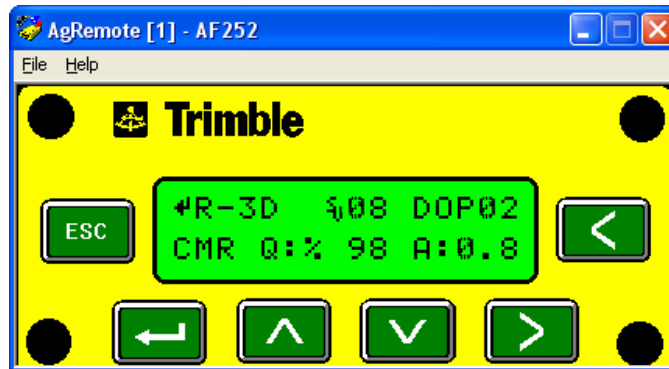 AgRemote [1] - AF252
File Help
Trimble
ESC
R-3D 08 DOP02
CMR Q:% 98 A:0.8